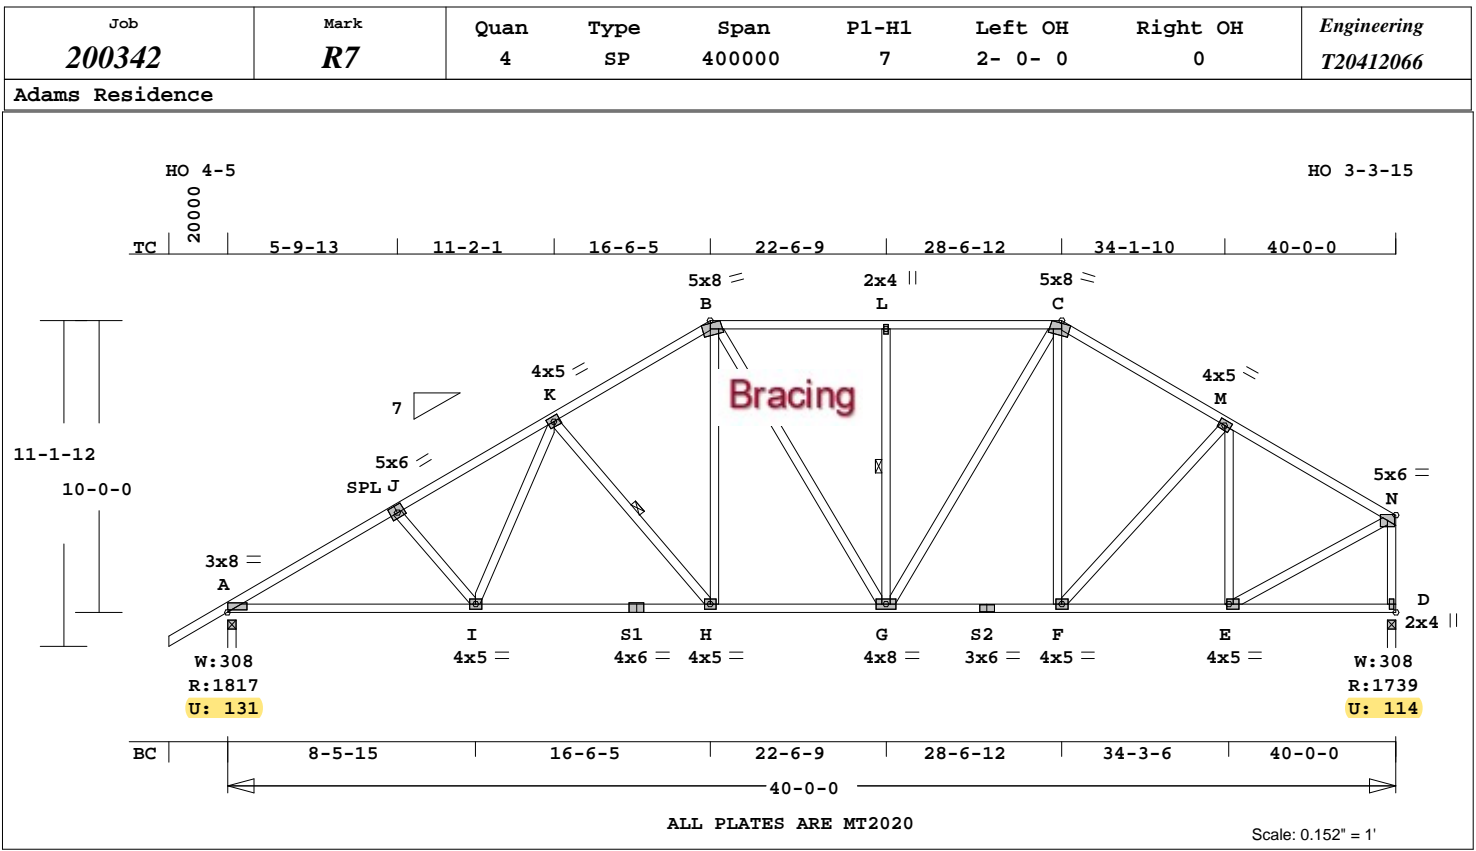 Job Mark Quan Type Span P1-H1 Left OH Right OH Engineering
200342 R7 4 SP 400000 7 2- 0- 0 0 T20412066
Adams Residence
HO 4-5 HO 3-3-15
20000
TC 5-9-13 11-2-1 16-6-5 22-6-9 28-6-12 34-1-10 40-0-0
5x8 2x4 5x8
B L C
4x5 4x5
K M
Bracing
7
11-1-12
10-0-0
5x6 5x6
SPL J N
3x8
A D
2x4
I S1 H G S2 F E
4x5 4x6 4x5 4x8 3x6 4x5 4x5
W:308 W:308
R:1817 R:1739
U: 131 U: 114
BC 8-5-15 16-6-5 22-6-9 28-6-12 34-3-6 40-0-0
40-0-0
ALL PLATES ARE MT2020
Scale: 0.152" = 1'